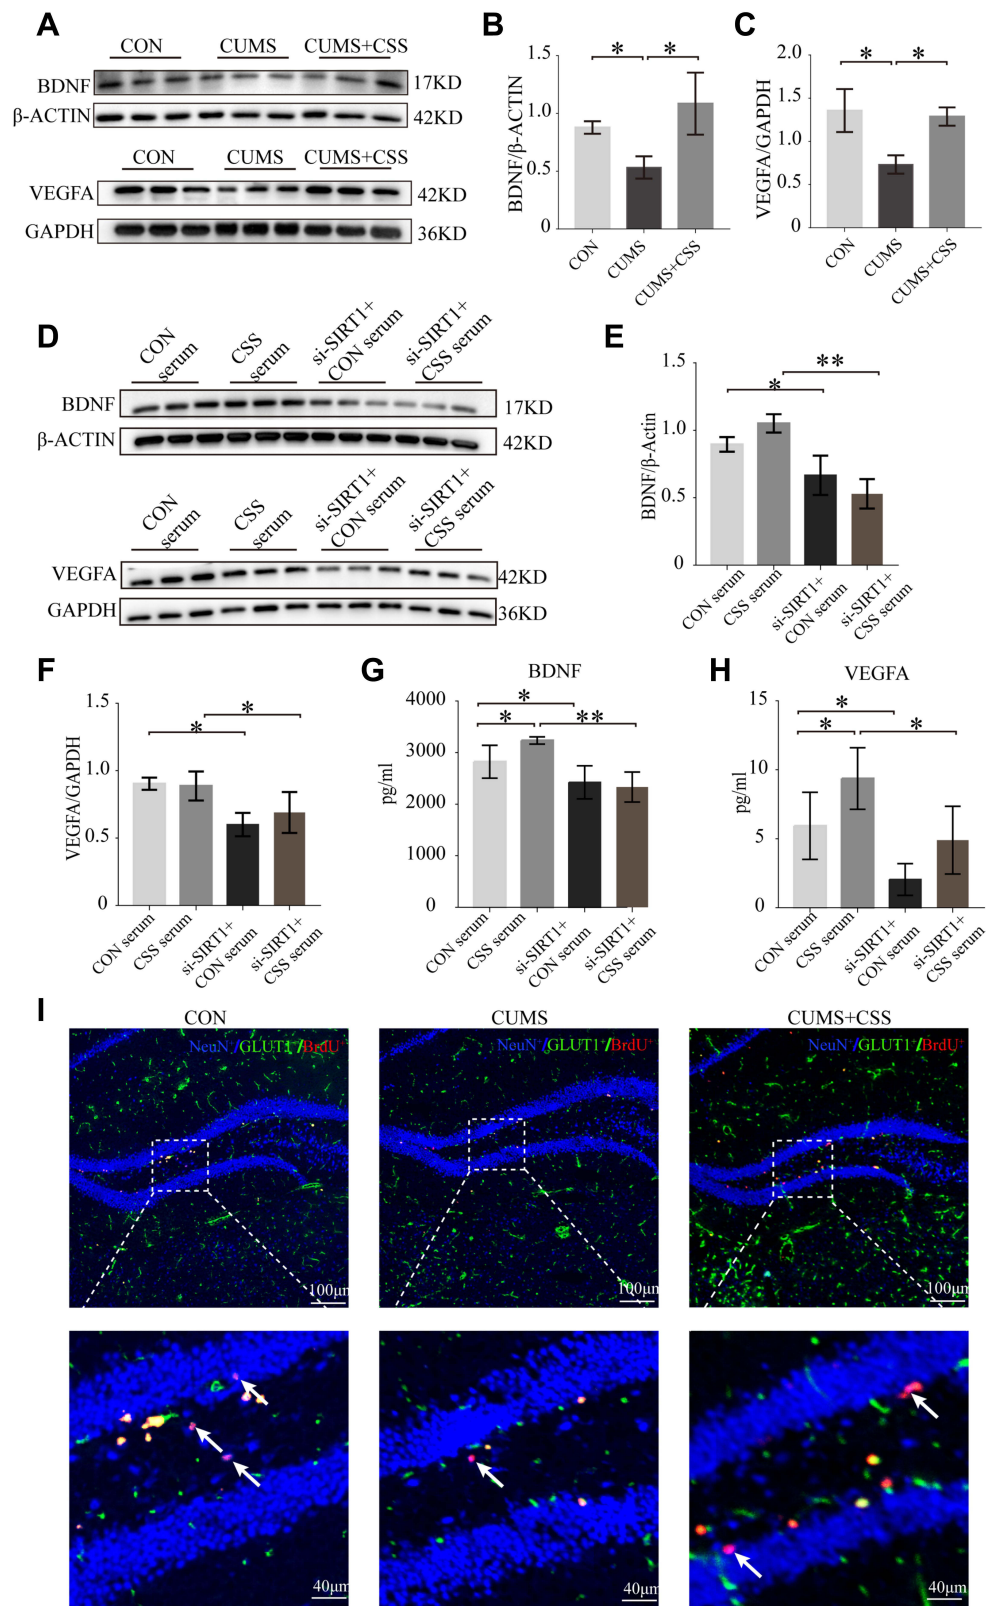 A
CON CUMS CUMS+CSS
BDNF 17KD
β-ACTIN 42KD
CON CUMS CUMS+CSS
VEGFA 42KD
GAPDH 36KD
B
BDNF/β-ACTIN
1.5
1.0
0.5
0
* *
CON
CUMS
CUMS+CSS
C
VEGFA/GAPDH
2.0
1.5
1.0
0.5
0
* *
CON
CUMS
CUMS+CSS
D
CON serum
CSS serum
si-SIRT1+
CON serum
si-SIRT1+
CSS serum
BDNF 17KD
β-ACTIN 42KD
CON serum
CSS serum
si-SIRT1+
CON serum
si-SIRT1+
CSS serum
VEGFA 42KD
GAPDH 36KD
E
BDNF/β-Actin
1.5
1.0
0.5
0
* **
CON serum
CSS serum
si-SIRT1+
CON serum
si-SIRT1+
CSS serum
F
VEGFA/GAPDH
1.5
1.0
0.5
0
* *
CON serum
CSS serum
si-SIRT1+
CON serum
si-SIRT1+
CSS serum
G
BDNF
pg/ml
4000
3000
2000
1000
0
*
* **
CON serum
CSS serum
si-SIRT1+
CON serum
si-SIRT1+
CSS serum
H
VEGFA
pg/ml
15
10
5
0
*
* *
CON serum
CSS serum
si-SIRT1+
CON serum
si-SIRT1+
CSS serum
I
CON CUMS CUMS+CSS
NeuN⁺/GLUT1⁺/BrdU⁺ NeuN⁺/GLUT1⁺/BrdU⁺ NeuN⁺/GLUT1⁺/BrdU⁺
100μm 100μm 100μm
40μm 40μm 40μm